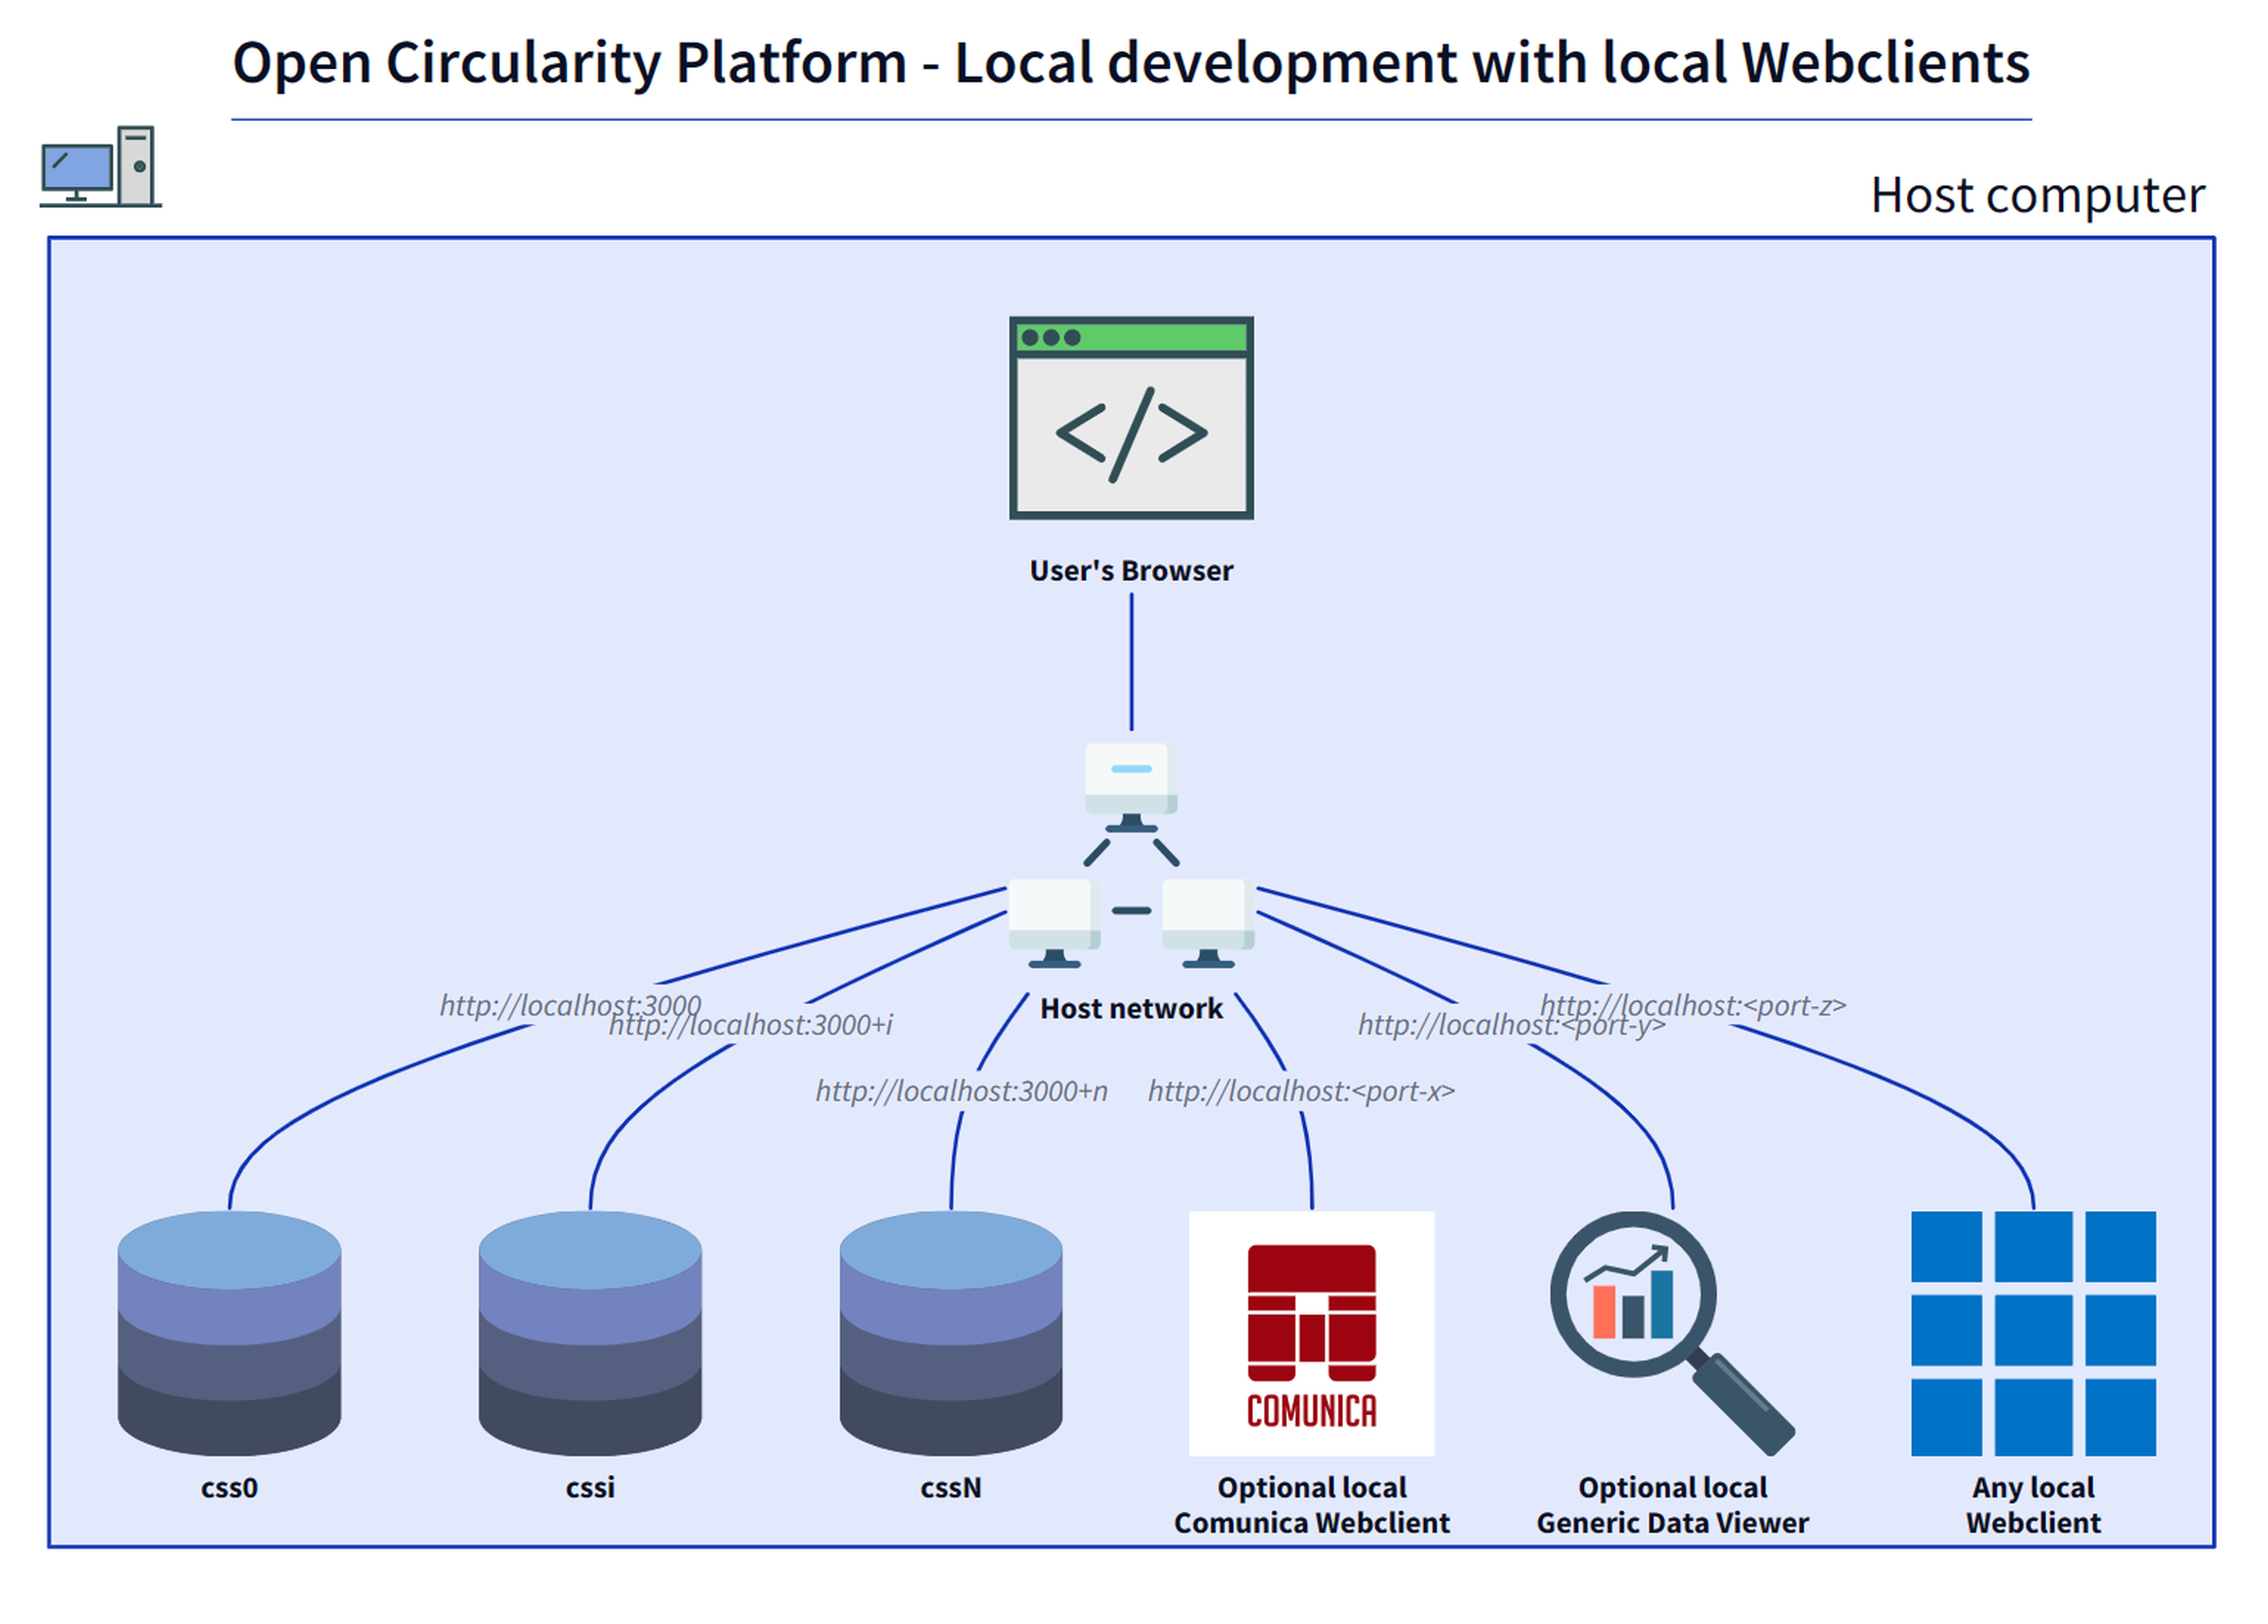 Open Circularity Platform - Local development with local Webclients
Host computer
User's Browser
Host network
http://localhost:3000
http://localhost:3000+i
http://localhost:3000+n
http://localhost:<port-x>
http://localhost:<port-y>
http://localhost:<port-z>
css0
cssi
cssN
COMUNICA
Optional local
Comunica Webclient
Optional local
Generic Data Viewer
Any local
Webclient